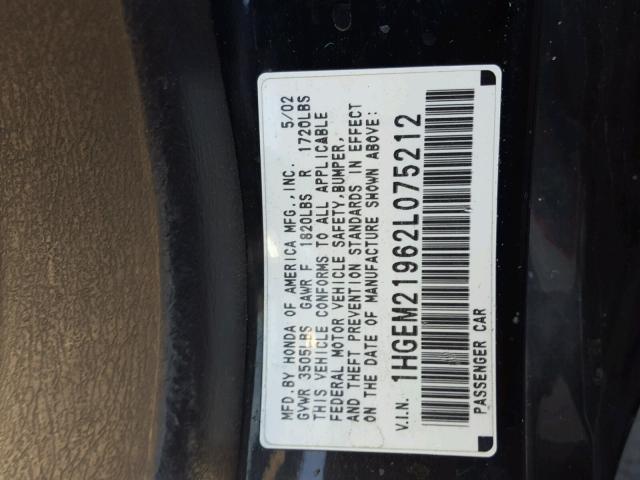 MFD.BY HONDA OF AMERICA MFG.,INC. 5/02
GVWR 3505LBS GAWR F 1820LBS R 1720LBS
THIS VEHICLE CONFORMS TO ALL APPLICABLE
FEDERAL MOTOR VEHICLE SAFETY,BUMPER,
AND THEFT PREVENTION STANDARDS IN EFFECT
ON THE DATE OF MANUFACTURE SHOWN ABOVE:
V.I.N. 1HGEM21962L075212
PASSENGER CAR